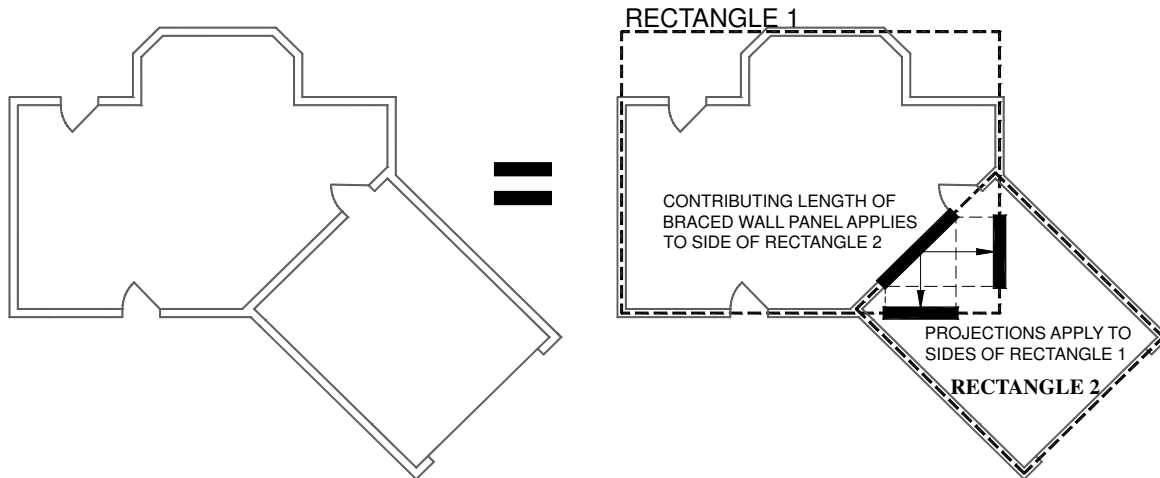 RECTANGLE 1
CONTRIBUTING LENGTH OF
BRACED WALL PANEL APPLIES
TO SIDE OF RECTANGLE 2
PROJECTIONS APPLY TO
SIDES OF RECTANGLE 1
RECTANGLE 2